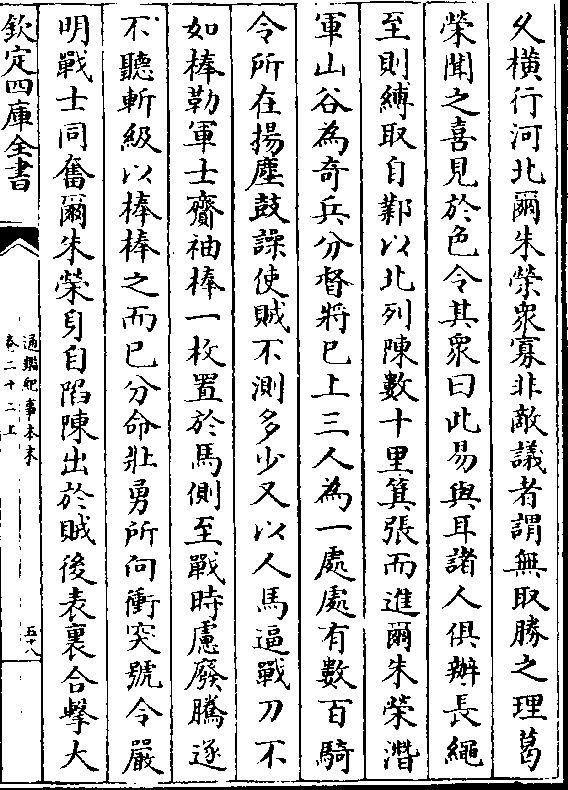 久橫行河北爾朱榮衆寡非敵議者謂無取勝之理葛
榮聞之喜見於色令其衆曰此易與耳諸人俱辦長繩
至則縛取自鄴以北列陳數十里箕張而進爾朱榮潛
軍山谷為奇兵分督將已上三人為一處處有數百騎
令所在揚塵鼓譟使賊不測多少又以人馬逼戰刀不
如棒勒軍士齎袖棒一枚置於馬側至戰時慮廢騰逐
不聽斬級以棒棒之而已分命壯勇所向衝突號令嚴
明戰士同奮爾朱榮身自陷陳出於賊後表裏合擊大
欽定四庫全書
通鑑紀事本末
卷二十二上
五十八